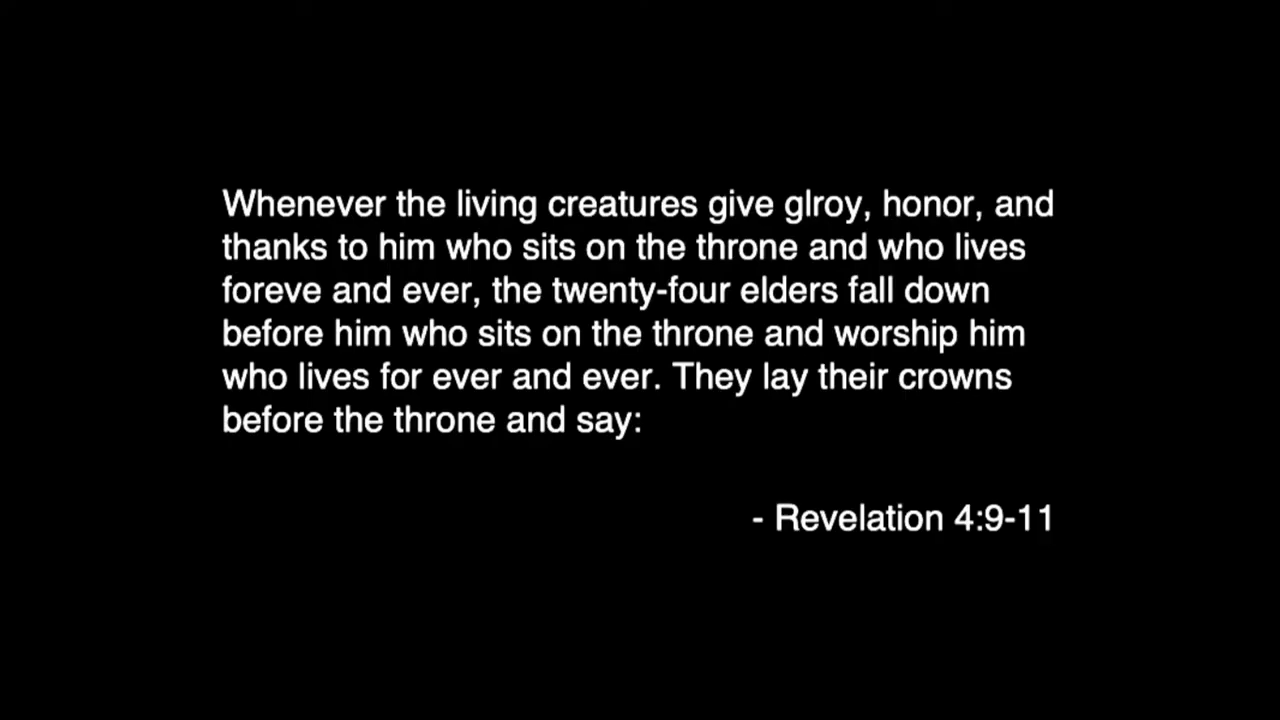 Whenever the living creatures give glroy, honor, and
thanks to him who sits on the throne and who lives
foreve and ever, the twenty-four elders fall down
before him who sits on the throne and worship him
who lives for ever and ever. They lay their crowns
before the throne and say:
- Revelation 4:9-11